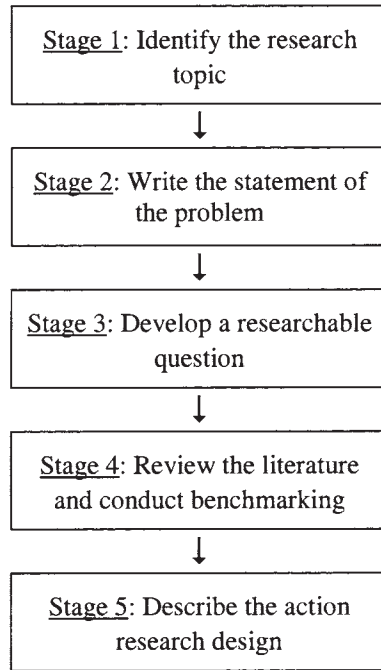 Stage 1: Identify the research
topic
Stage 2: Write the statement of
the problem
Stage 3: Develop a researchable
question
Stage 4: Review the literature
and conduct benchmarking
Stage 5: Describe the action
research design